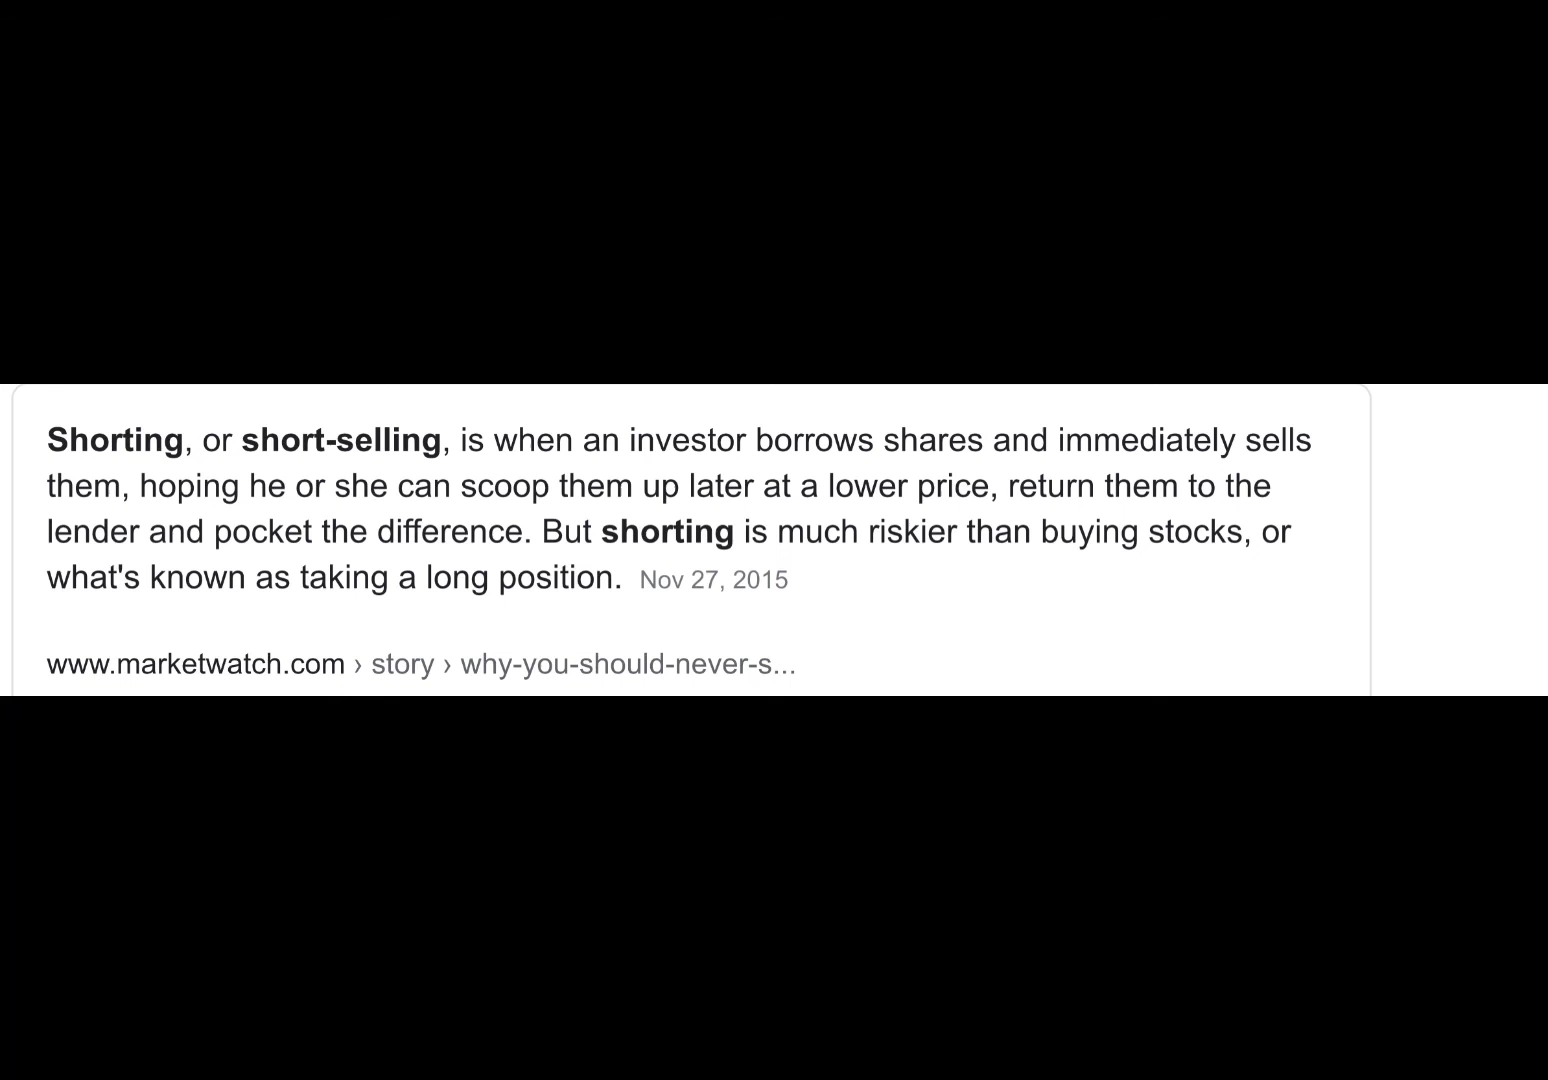 Shorting, or short-selling, is when an investor borrows shares and immediately sells
them, hoping he or she can scoop them up later at a lower price, return them to the
lender and pocket the difference. But shorting is much riskier than buying stocks, or
what's known as taking a long position. Nov 27, 2015
www.marketwatch.com › story › why-you-should-never-s...